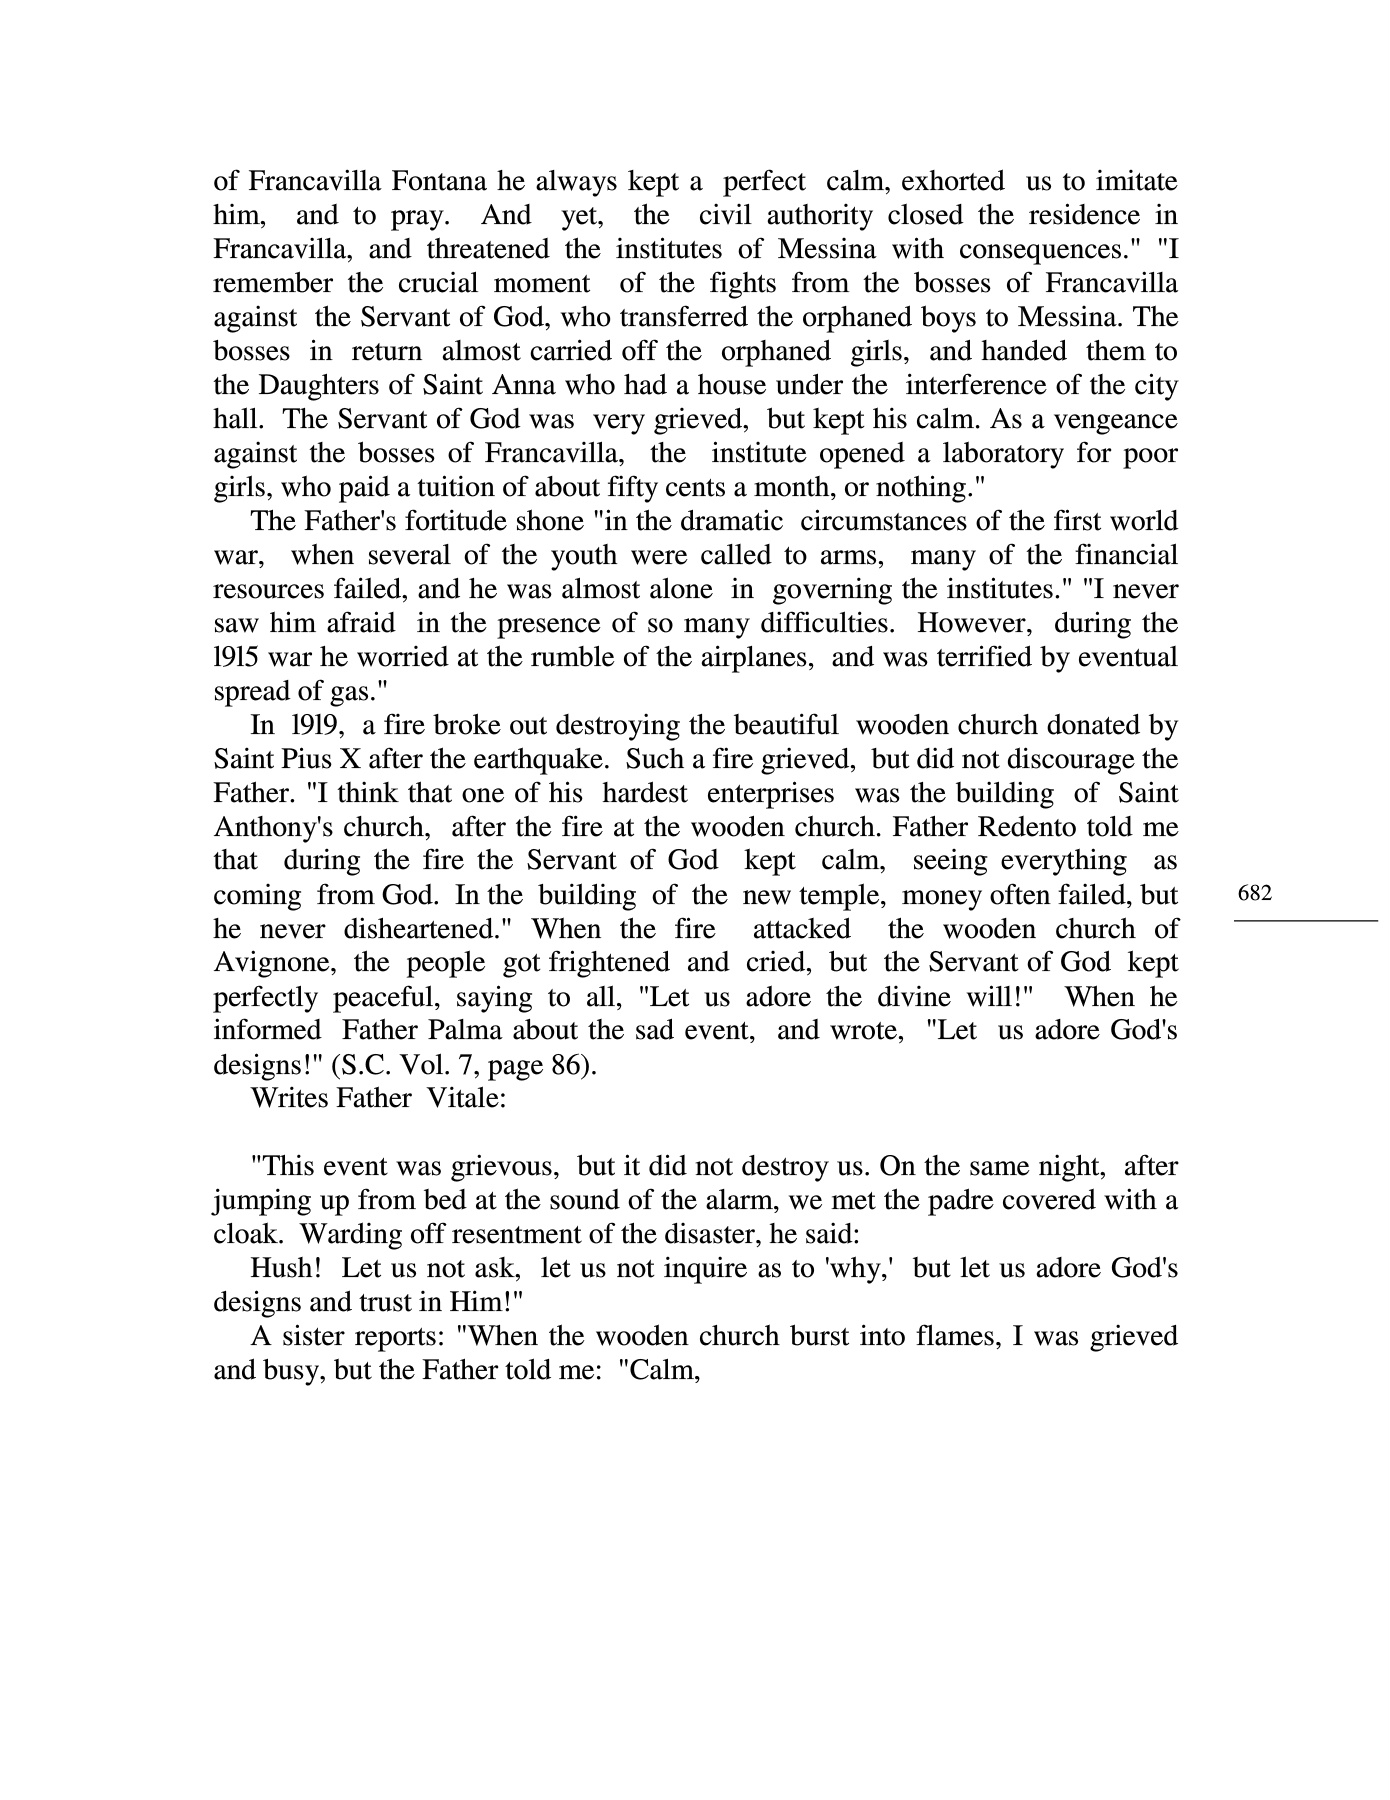 of Francavilla Fontana he always kept a perfect calm, exhorted us to imitate
him, and to pray. And yet, the civil authority closed the residence in
Francavilla, and threatened the institutes of Messina with consequences." "I
remember the crucial moment of the fights from the bosses of Francavilla
against the Servant of God, who transferred the orphaned boys to Messina. The
bosses in return almost carried off the orphaned girls, and handed them to
the Daughters of Saint Anna who had a house under the interference of the city
hall. The Servant of God was very grieved, but kept his calm. As a vengeance
against the bosses of Francavilla, the institute opened a laboratory for poor
girls, who paid a tuition of about fifty cents a month, or nothing."
The Father's fortitude shone "in the dramatic circumstances of the first world
war, when several of the youth were called to arms, many of the financial
resources failed, and he was almost alone in governing the institutes." "I never
saw him afraid in the presence of so many difficulties. However, during the
l915 war he worried at the rumble of the airplanes, and was terrified by eventual
spread of gas."
In l919, a fire broke out destroying the beautiful wooden church donated by
Saint Pius X after the earthquake. Such a fire grieved, but did not discourage the
Father. "I think that one of his hardest enterprises was the building of Saint
Anthony's church, after the fire at the wooden church. Father Redento told me
that during the fire the Servant of God kept calm, seeing everything as
coming from God. In the building of the new temple, money often failed, but
he never disheartened." When the fire attacked the wooden church of
Avignone, the people got frightened and cried, but the Servant of God kept
perfectly peaceful, saying to all, "Let us adore the divine will!" When he
informed Father Palma about the sad event, and wrote, "Let us adore God's
designs!" (S.C. Vol. 7, page 86).
Writes Father Vitale:
"This event was grievous, but it did not destroy us. On the same night, after
jumping up from bed at the sound of the alarm, we met the padre covered with a
cloak. Warding off resentment of the disaster, he said:
Hush! Let us not ask, let us not inquire as to 'why,' but let us adore God's
designs and trust in Him!"
A sister reports: "When the wooden church burst into flames, I was grieved
and busy, but the Father told me: "Calm,
682